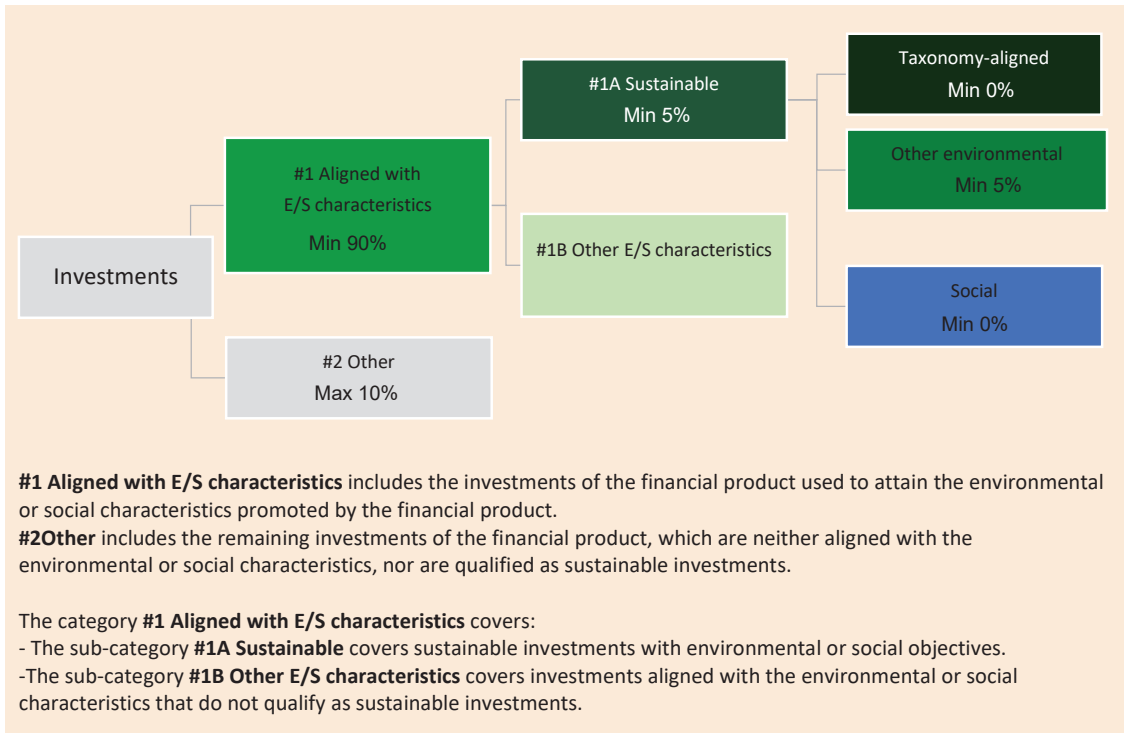 Investments
#1 Aligned with
E/S characteristics
Min 90%
#2 Other
Max 10%
#1A Sustainable
Min 5%
#1B Other E/S characteristics
Taxonomy-aligned
Min 0%
Other environmental
Min 5%
Social
Min 0%
#1 Aligned with E/S characteristics includes the investments of the financial product used to attain the environmental
or social characteristics promoted by the financial product.
#2Other includes the remaining investments of the financial product, which are neither aligned with the
environmental or social characteristics, nor are qualified as sustainable investments.
The category #1 Aligned with E/S characteristics covers:
- The sub-category #1A Sustainable covers sustainable investments with environmental or social objectives.
-The sub-category #1B Other E/S characteristics covers investments aligned with the environmental or social
characteristics that do not qualify as sustainable investments.